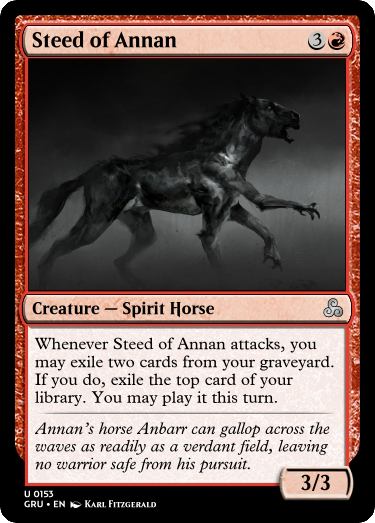 Steed of Annan 3
Creature — Spirit Horse
Whenever Steed of Annan attacks, you
may exile two cards from your graveyard.
If you do, exile the top card of your
library. You may play it this turn.
Annan's horse Anbarr can gallop across the
waves as readily as a verdant field, leaving
no warrior safe from his pursuit.
3/3
U 0153
GRU • EN Karl Fitzgerald